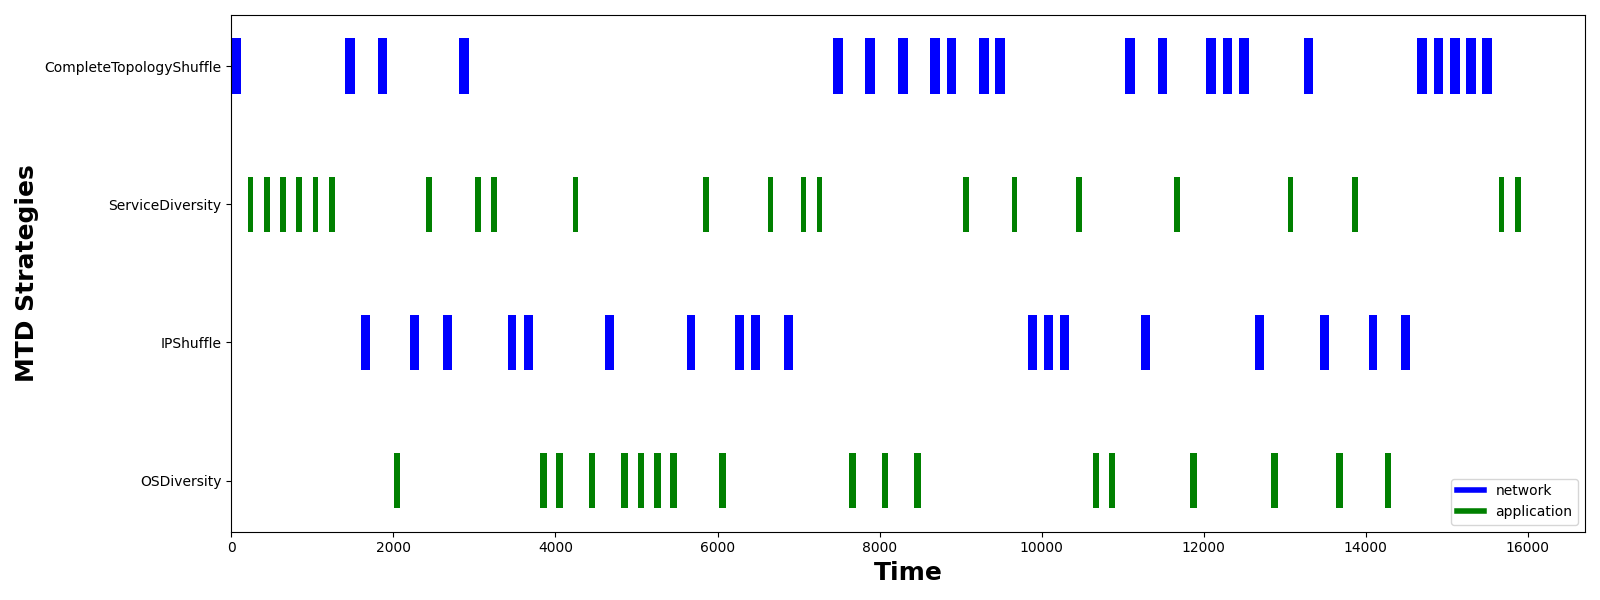 MTD Strategies
CompleteTopologyShuffle
ServiceDiversity
IPShuffle
OSDiversity
network
application
0 2000 4000 6000 8000 10000 12000 14000 16000
Time